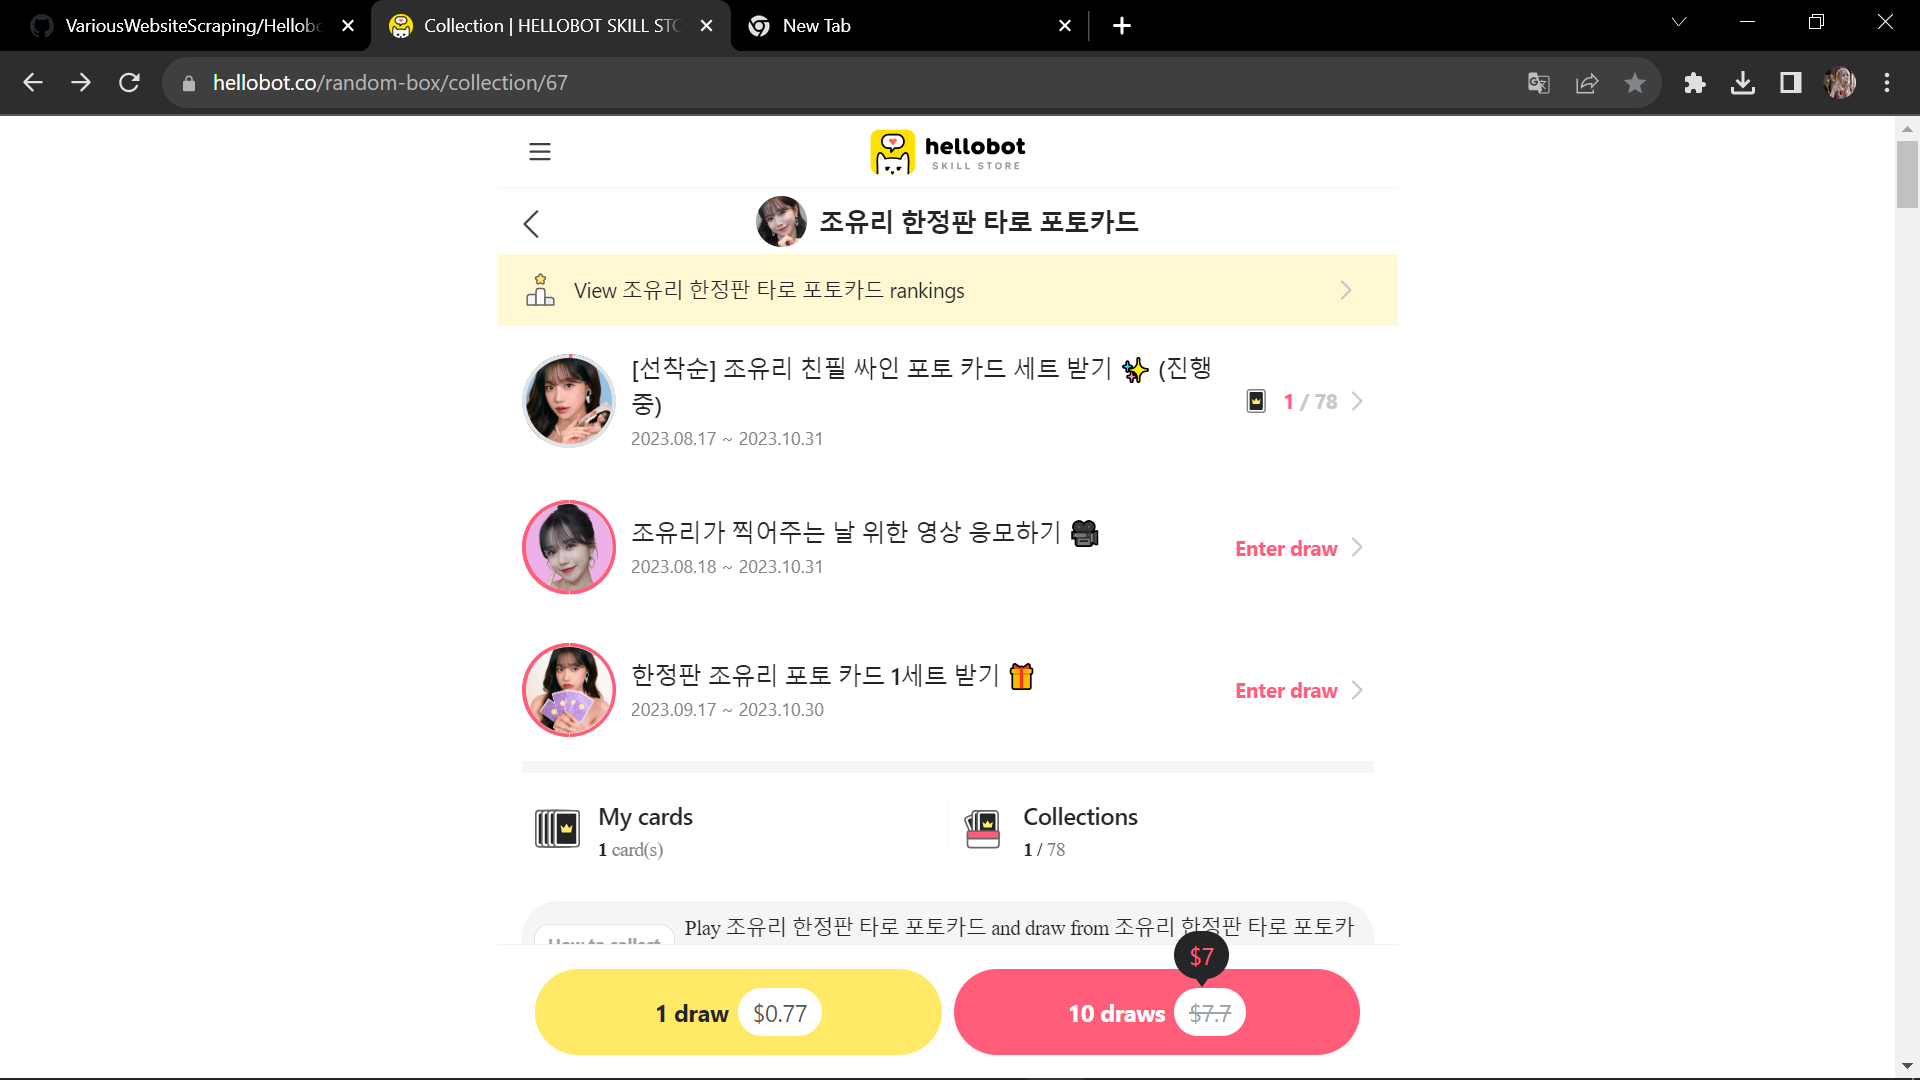 VariousWebsiteScraping/Hellobo
Collection | HELLOBOT SKILL STO
New Tab
hellobot.co/random-box/collection/67
hellobot
SKILL STORE
조유리 한정판 타로 포토카드
View 조유리 한정판 타로 포토카드 rankings
[선착순] 조유리 친필 싸인 포토 카드 세트 받기 ✨ (진행
중)
2023.08.17 ~ 2023.10.31
1 / 78
조유리가 찍어주는 날 위한 영상 응모하기 🎥
2023.08.18 ~ 2023.10.31
Enter draw
한정판 조유리 포토 카드 1세트 받기 🎁
2023.09.17 ~ 2023.10.30
Enter draw
My cards
1 card(s)
Collections
1 / 78
How to collect
Play 조유리 한정판 타로 포토카드 and draw from 조유리 한정판 타로 포토카
$7
1 draw $0.77
10 draws $7.7